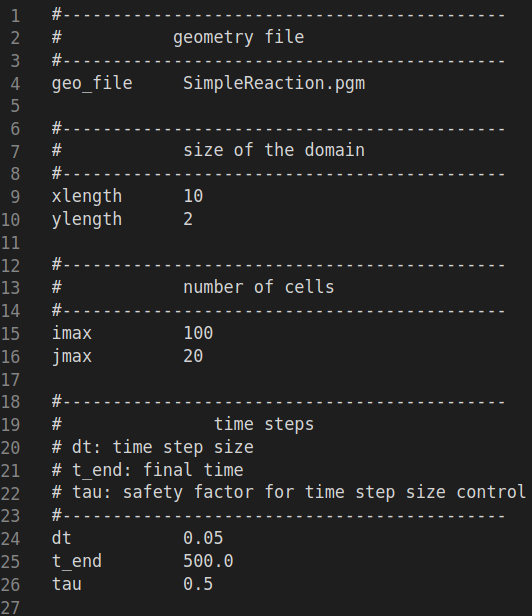 1 #--------------------------------------------
2 #           geometry file
3 #--------------------------------------------
4 geo_file     SimpleReaction.pgm
5
6 #--------------------------------------------
7 #            size of the domain
8 #--------------------------------------------
9 xlength      10
10 ylength      2
11
12 #--------------------------------------------
13 #            number of cells
14 #--------------------------------------------
15 imax         100
16 jmax         20
17
18 #--------------------------------------------
19 #               time steps
20 # dt: time step size
21 # t_end: final time
22 # tau: safety factor for time step size control
23 #--------------------------------------------
24 dt           0.05
25 t_end        500.0
26 tau          0.5
27